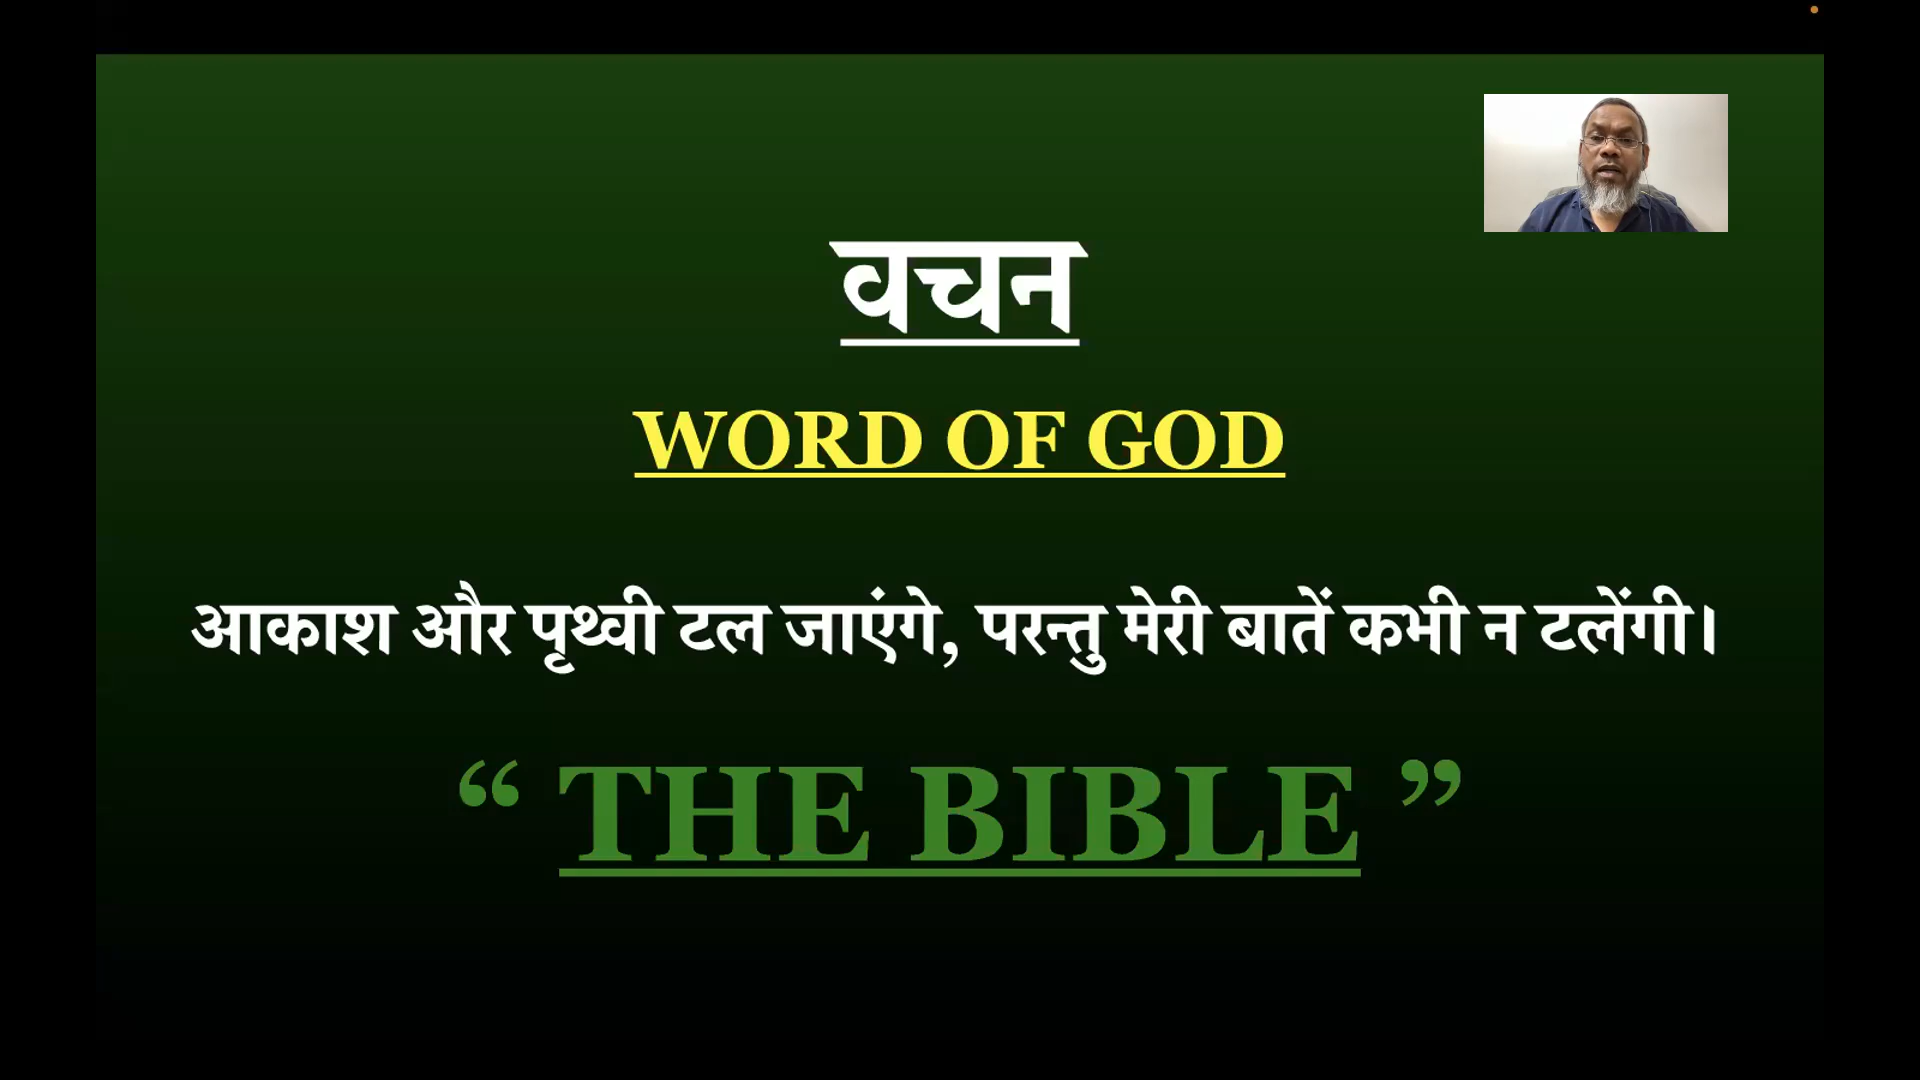 वचन
WORD OF GOD
आकाश और पृथ्वी टल जाएंगे, परन्तु मेरी बातें कभी न टलेंगी।
“ THE BIBLE ”